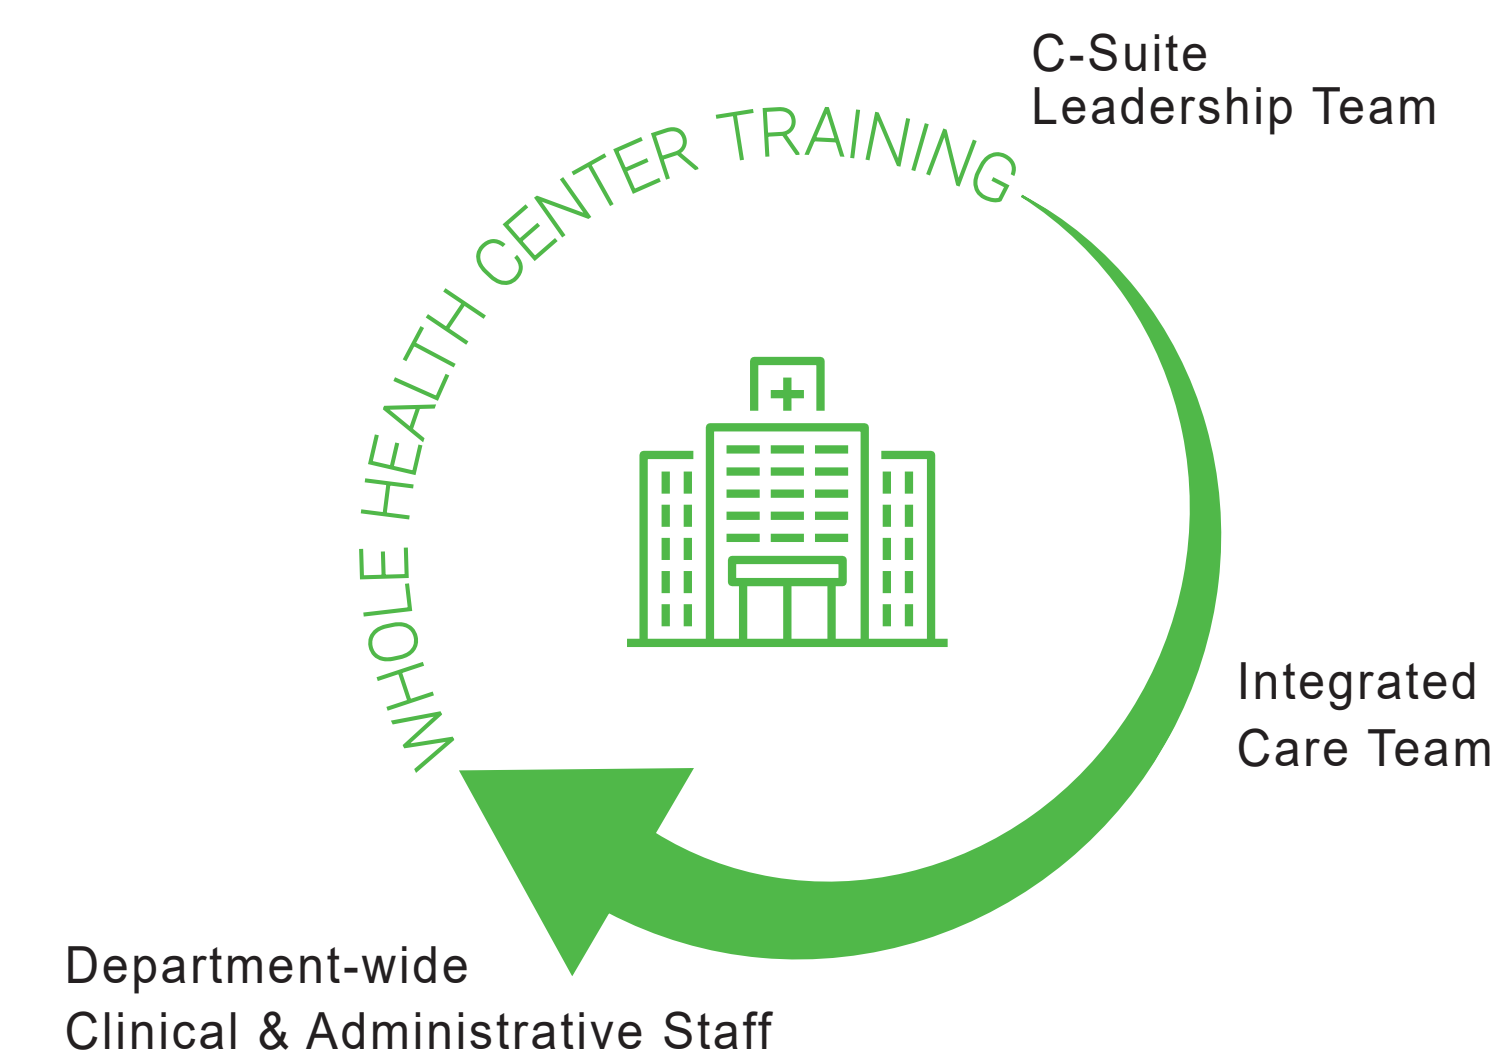 C-Suite
Leadership Team
WHOLE HEALTH CENTER TRAINING
Integrated
Care Team
Department-wide
Clinical & Administrative Staff